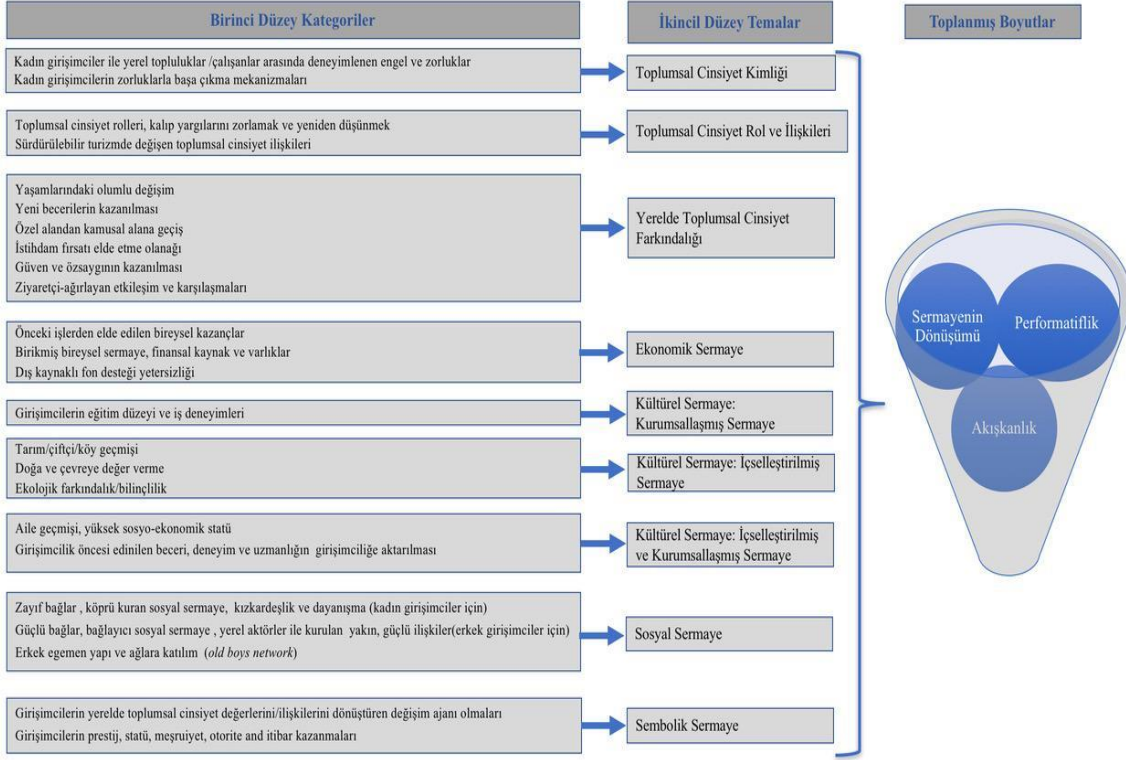 Birinci Düzey Kategoriler
İkincil Düzey Temalar
Toplanmış Boyutlar
Kadın girişimciler ile yerel topluluklar /çalışanlar arasında deneyimlenen engel ve zorluklar
Kadın girişimcilerin zorluklarla başa çıkma mekanizmaları
Toplumsal Cinsiyet Kimliği
Toplumsal cinsiyet rolleri, kalıp yargılarını zorlamak ve yeniden düşünmek
Sürdürülebilir turizmde değişen toplumsal cinsiyet ilişkileri
Toplumsal Cinsiyet Rol ve İlişkileri
Yaşamlarındaki olumlu değişim
Yeni becerilerin kazanılması
Özel alandan kamusal alana geçiş
İstihdam fırsatı elde etme olanağı
Güven ve özsaygının kazanılması
Ziyaretçi-ağırlayan etkileşim ve karşılaşmaları
Yerelde Toplumsal Cinsiyet
Farkındalığı
Önceki işlerden elde edilen bireysel kazançlar
Birikmiş bireysel sermaye, finansal kaynak ve varlıklar
Dış kaynaklı fon desteği yetersizliği
Ekonomik Sermaye
Girişimcilerin eğitim düzeyi ve iş deneyimleri
Kültürel Sermaye:
Kurumsallaşmış Sermaye
Tarım/çiftçi/köy geçmişi
Doğa ve çevreye değer verme
Ekolojik farkındalık/bilinçlilik
Kültürel Sermaye: İçselleştirilmiş
Sermaye
Aile geçmişi, yüksek sosyo-ekonomik statü
Girişimcilik öncesi edinilen beceri, deneyim ve uzmanlığın girişimciliğe aktarılması
Kültürel Sermaye: İçselleştirilmiş
ve Kurumsallaşmış Sermaye
Zayıf bağlar , köprü kuran sosyal sermaye, kızkardeşlik ve dayanışma (kadın girişimciler için)
Güçlü bağlar, bağlayıcı sosyal sermaye , yerel aktörler ile kurulan yakın, güçlü ilişkiler(erkek girişimciler için)
Erkek egemen yapı ve ağlara katılım (old boys network)
Sosyal Sermaye
Girişimcilerin yerelde toplumsal cinsiyet değerlerini/ilişkilerini dönüştüren değişim ajanı olmaları
Girişimcilerin prestij, statü, meşruiyet, otorite and itibar kazanmaları
Sembolik Sermaye
Sermayenin
Dönüşümü
Performatiflik
Akışkanlık